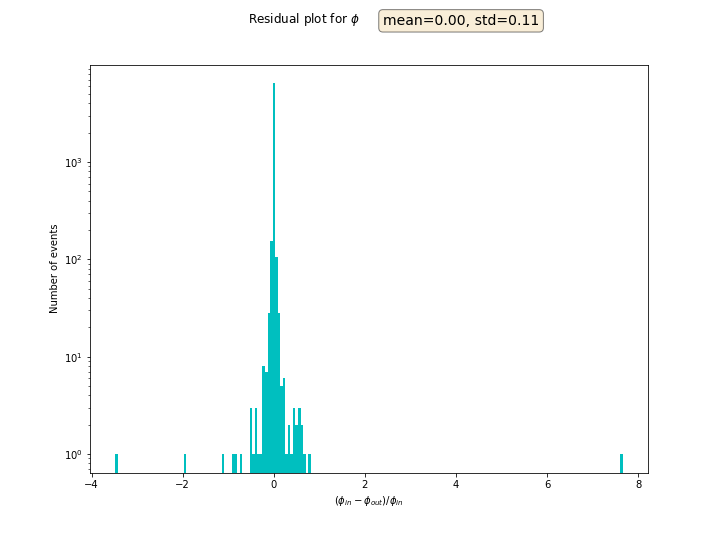 Residual plot for ϕ
mean=0.00, std=0.11
Number of events
10³
10²
10¹
10⁰
−4 −2 0 2 4 6 8
(ϕ_in − ϕ_out)/ϕ_in